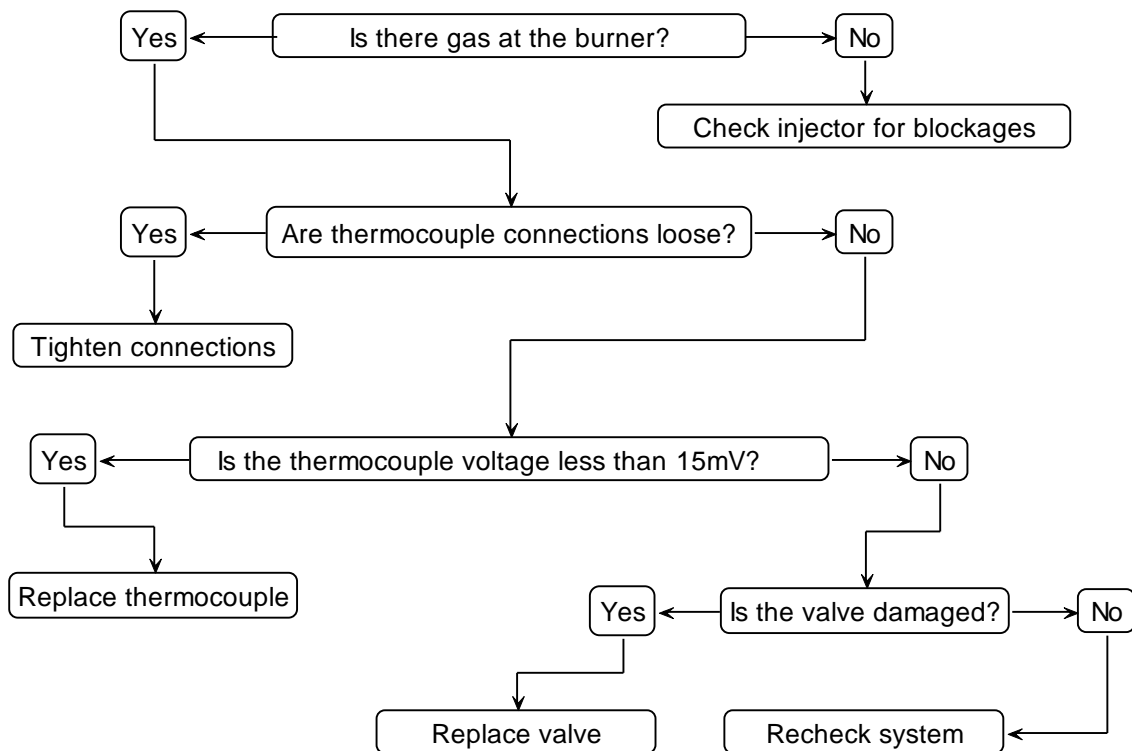 Yes
Is there gas at the burner?
No
Check injector for blockages
Yes
Are thermocouple connections loose?
No
Tighten connections
Yes
Is the thermocouple voltage less than 15mV?
No
Replace thermocouple
Yes
Is the valve damaged?
No
Replace valve
Recheck system